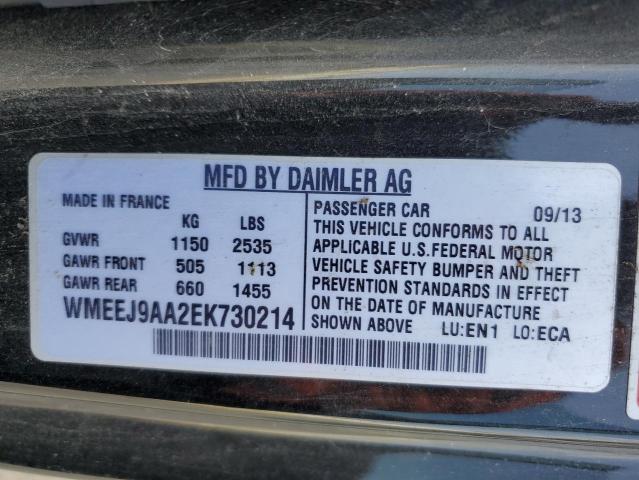 MFD BY DAIMLER AG
MADE IN FRANCE
KG LBS
GVWR 1150 2535
GAWR FRONT 505 1113
GAWR REAR 660 1455
WMEEJ9AA2EK730214
PASSENGER CAR 09/13
THIS VEHICLE CONFORMS TO ALL
APPLICABLE U.S.FEDERAL MOTOR
VEHICLE SAFETY BUMPER AND THEFT
PREVENTION STANDARDS IN EFFECT
ON THE DATE OF MANUFACTURE
SHOWN ABOVE LU:EN1 LO:ECA